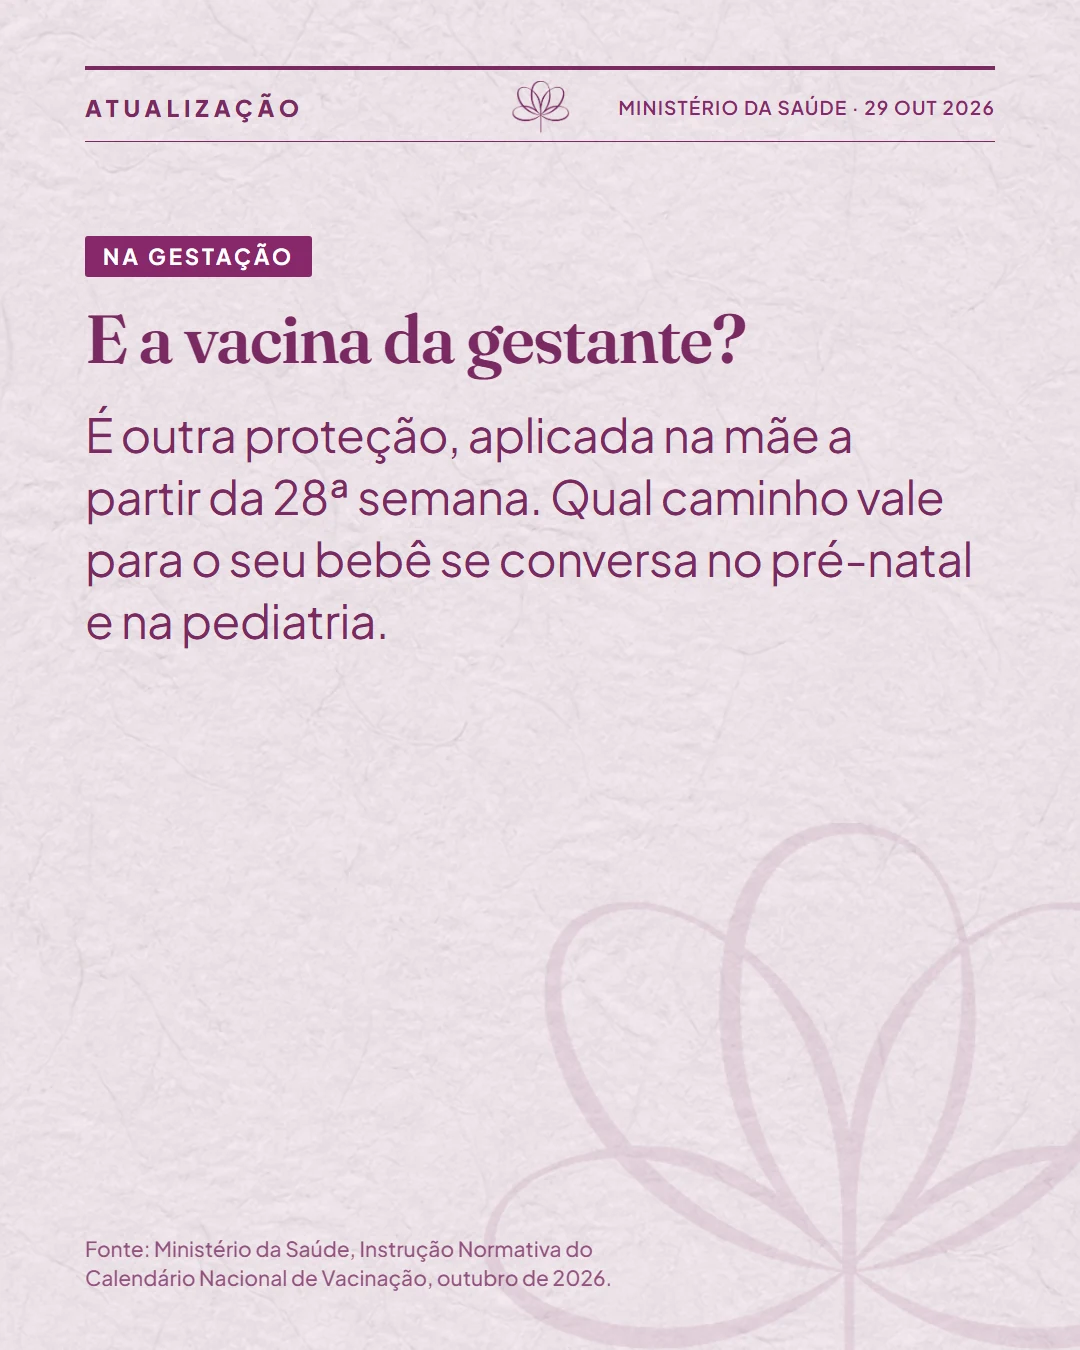 ATUALIZAÇÃO
MINISTÉRIO DA SAÚDE · 29 OUT 2026
NA GESTAÇÃO
E a vacina da gestante?
É outra proteção, aplicada na mãe a
partir da 28ª semana. Qual caminho vale
para o seu bebê se conversa no pré-natal
e na pediatria.
Fonte: Ministério da Saúde, Instrução Normativa do
Calendário Nacional de Vacinação, outubro de 2026.